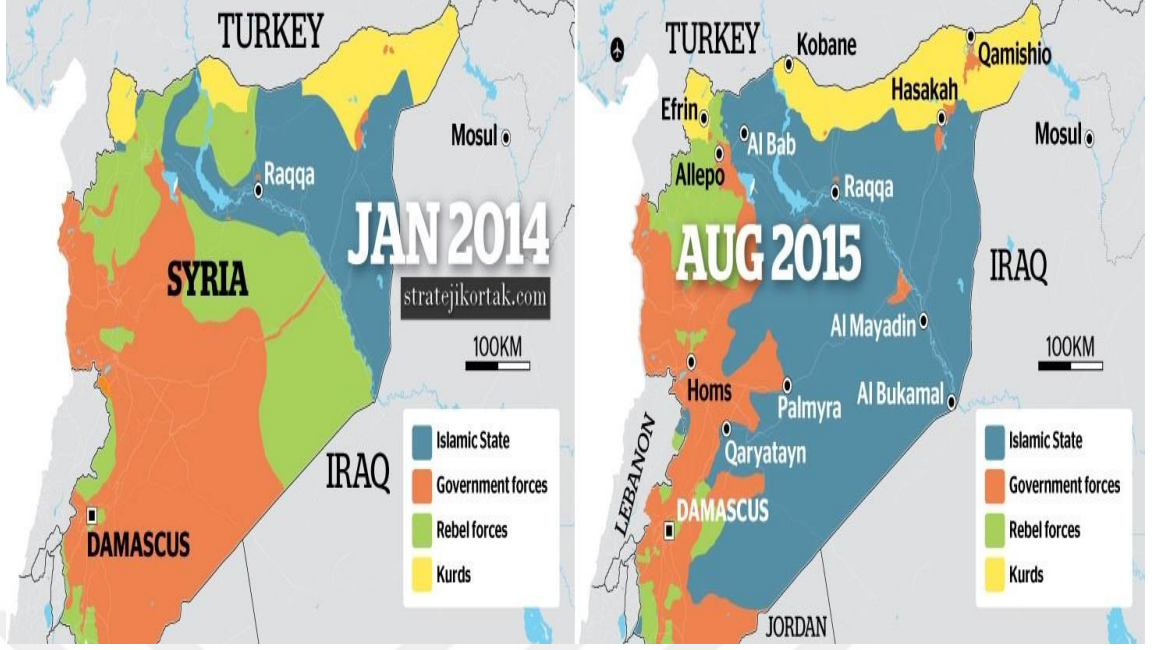 TURKEY
Mosul
Raqqa
JAN 2014
stratejikortak.com
SYRIA
100KM
IRAQ
DAMASCUS
Islamic State
Government forces
Rebel forces
Kurds
TURKEY
Kobane
Qamishio
Hasakah
Efrin
Mosul
Al Bab
Allepo
Raqqa
AUG 2015
IRAQ
Al Mayadin
100KM
Homs
Palmyra
Al Bukamal
Qaryatayn
LEBANON
DAMASCUS
Islamic State
Government forces
Rebel forces
Kurds
JORDAN